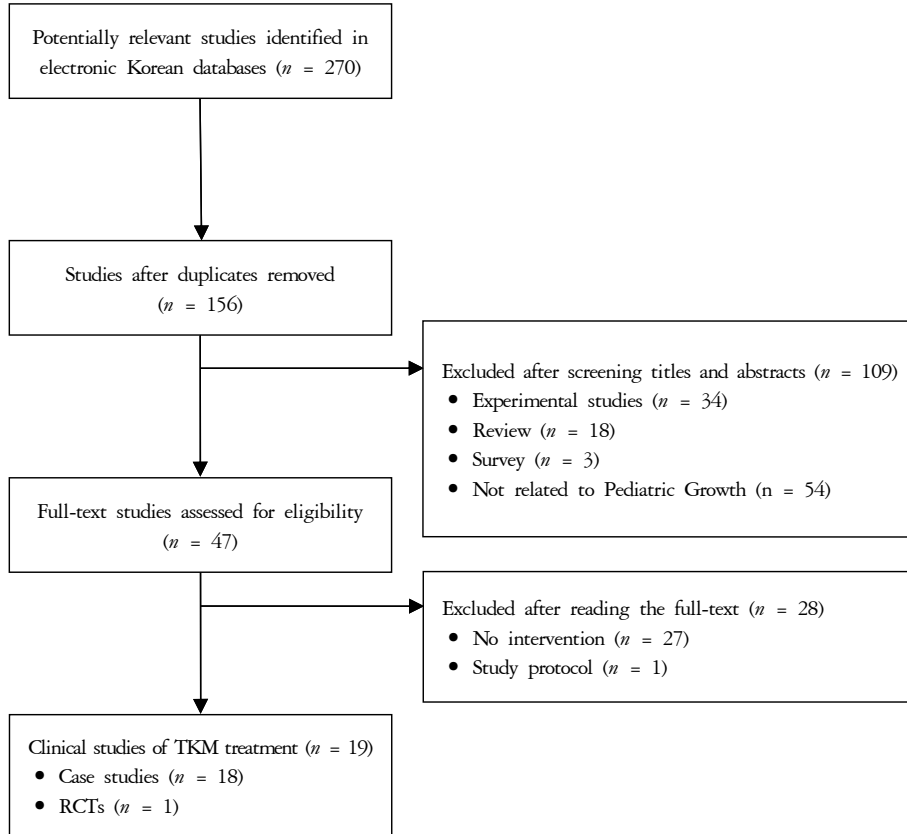 Potentially relevant studies identified in
electronic Korean databases (n = 270)
Studies after duplicates removed
(n = 156)
Excluded after screening titles and abstracts (n = 109)
• Experimental studies (n = 34)
• Review (n = 18)
• Survey (n = 3)
• Not related to Pediatric Growth (n = 54)
Full-text studies assessed for eligibility
(n = 47)
Excluded after reading the full-text (n = 28)
• No intervention (n = 27)
• Study protocol (n = 1)
Clinical studies of TKM treatment (n = 19)
• Case studies (n = 18)
• RCTs (n = 1)